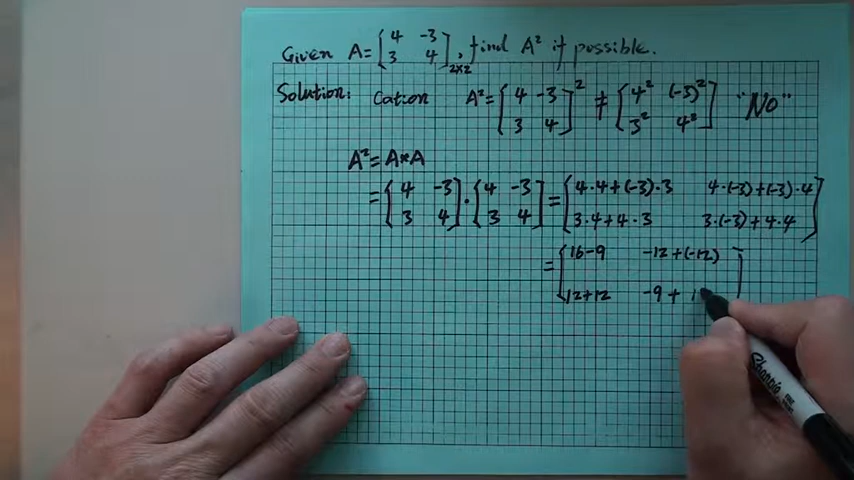 Given A = [4 -3; 3 4]₂ₓ₂, find A² if possible.
Solution: Cation A² = [4 -3; 3 4]² ≠ [4² (-3)²; 3² 4²] "No"
A² = A*A
= [4 -3; 3 4] · [4 -3; 3 4] = [4·4+(-3)·3 4·(-3)+(-3)·4; 3·4+4·3 3·(-3)+4·4]
= [16-9 -12+(-12); 12+12 -9+ 1]
Sharpie